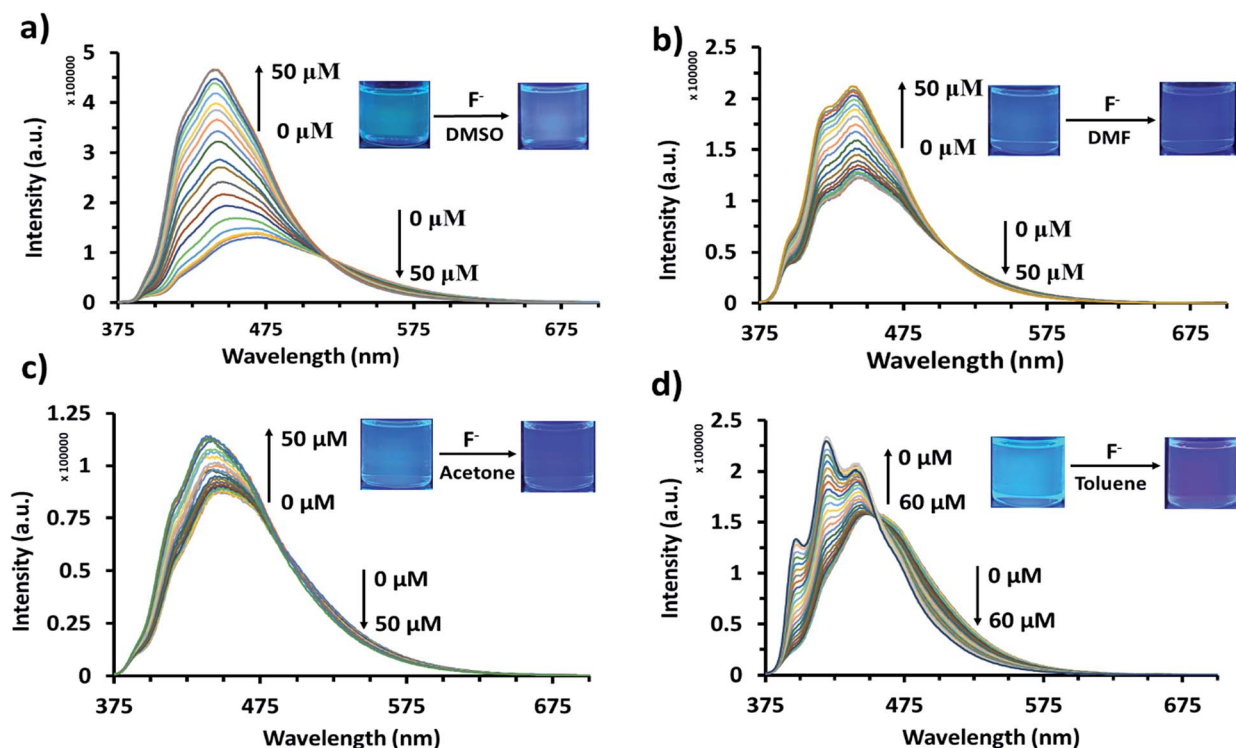 a)
Intensity (a.u.)
x 100000
5
4
3
2
1
0
50 µM
0 µM
F-
DMSO
0 µM
50 µM
375 475 575 675
Wavelength (nm)
b)
Intensity (a.u.)
x 100000
2.5
2
1.5
1
0.5
0
50 µM
0 µM
F-
DMF
0 µM
50 µM
375 475 575 675
Wavelength (nm)
c)
Intensity (a.u.)
x 100000
1.25
1
0.75
0.5
0.25
0
50 µM
0 µM
F-
Acetone
0 µM
50 µM
375 475 575 675
Wavelength (nm)
d)
Intensity (a.u.)
x 100000
2.5
2
1.5
1
0.5
0
0 µM
60 µM
F-
Toluene
0 µM
60 µM
375 475 575 675
Wavelength (nm)